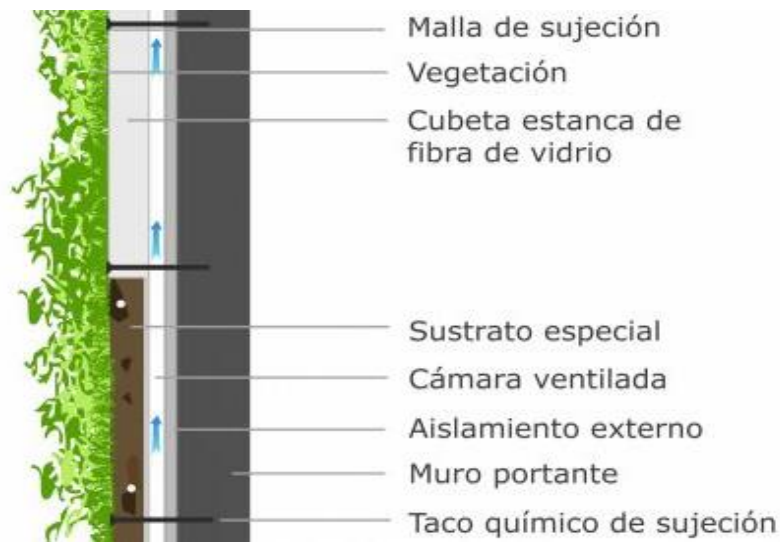 Malla de sujeción
Vegetación
Cubeta estanca de
fibra de vidrio
Sustrato especial
Cámara ventilada
Aislamiento externo
Muro portante
Taco químico de sujeción